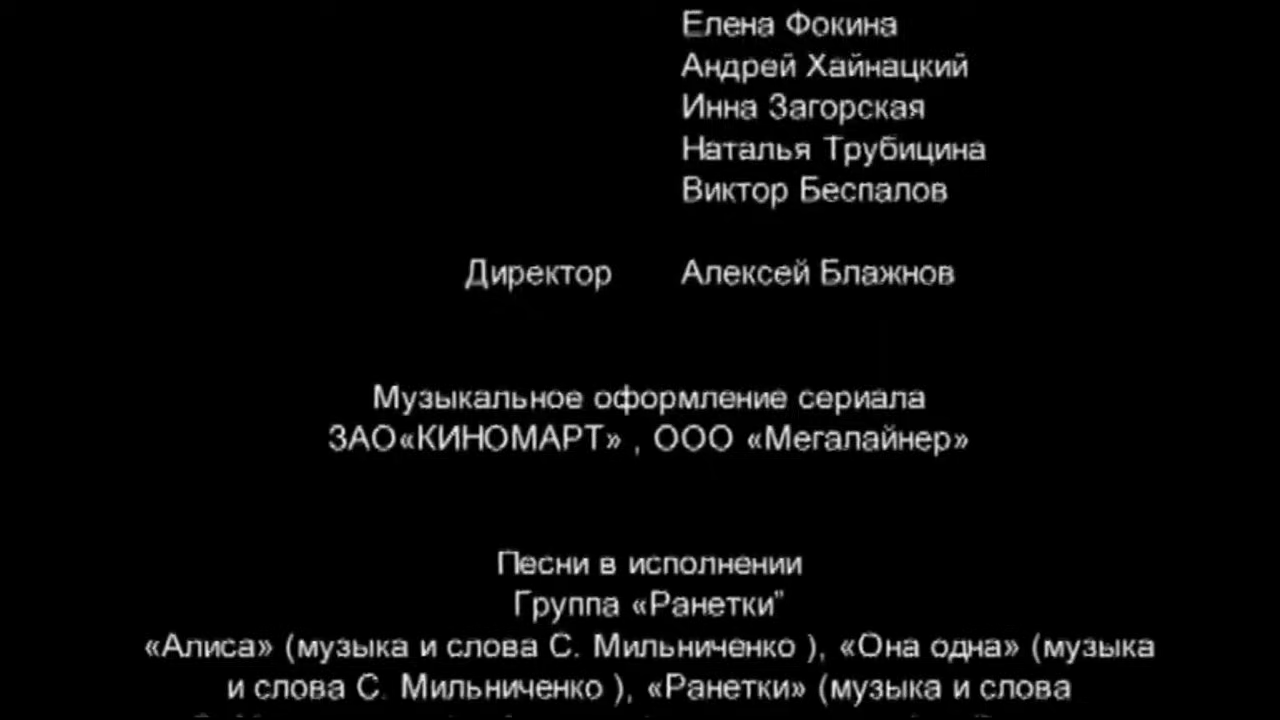 Елена Фокина
Андрей Хайнацкий
Инна Загорская
Наталья Трубицина
Виктор Беспалов
Директор Алексей Блажнов
Музыкальное оформление сериала
ЗАО«КИНОМАРТ» , ООО «Мегалайнер»
Песни в исполнении
Группа «Ранетки”
«Алиса» (музыка и слова С. Мильниченко ), «Она одна» (музыка
и слова С. Мильниченко ), «Ранетки» (музыка и слова